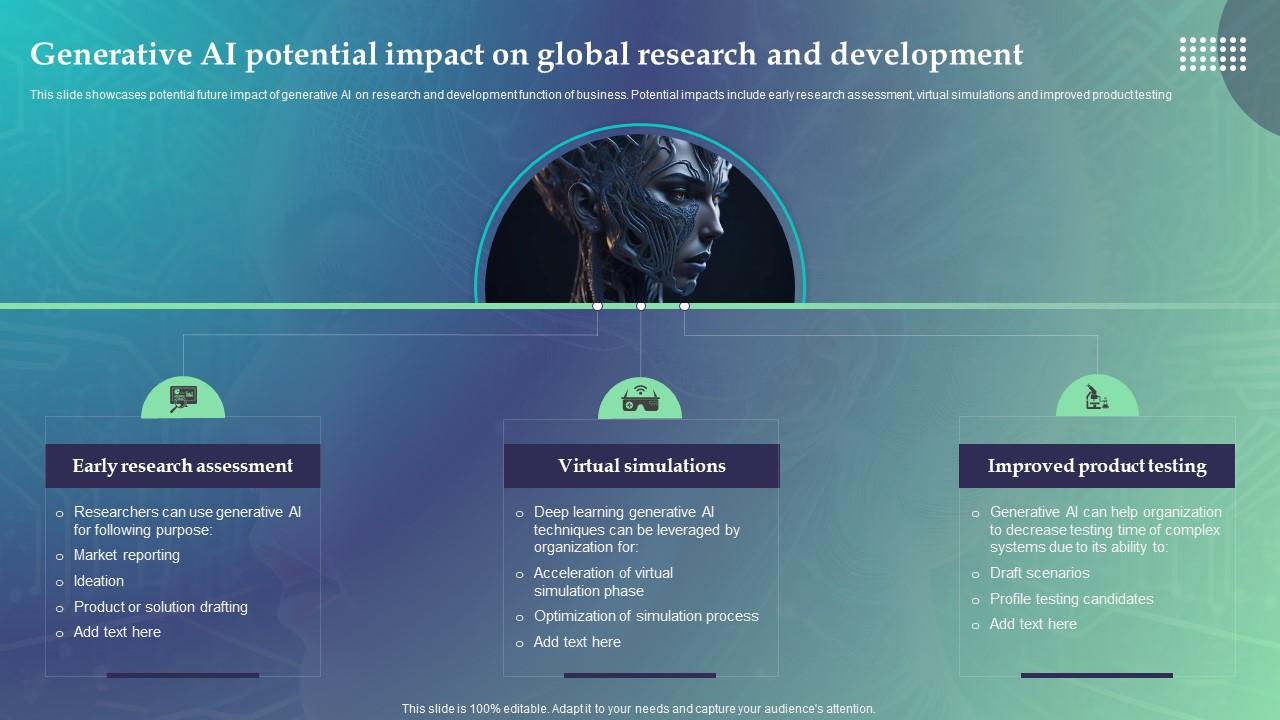 Generative AI potential impact on global research and development
This slide showcases potential future impact of generative AI on research and development function of business. Potential impacts include early research assessment, virtual simulations and improved product testing
Early research assessment
Researchers can use generative AI
for following purpose:
Market reporting
Ideation
Product or solution drafting
Add text here
Virtual simulations
Deep learning generative AI
techniques can be leveraged by
organization for:
Acceleration of virtual
simulation phase
Optimization of simulation process
Add text here
Improved product testing
Generative AI can help organization
to decrease testing time of complex
systems due to its ability to:
Draft scenarios
Profile testing candidates
Add text here
This slide is 100% editable. Adapt it to your needs and capture your audience's attention.